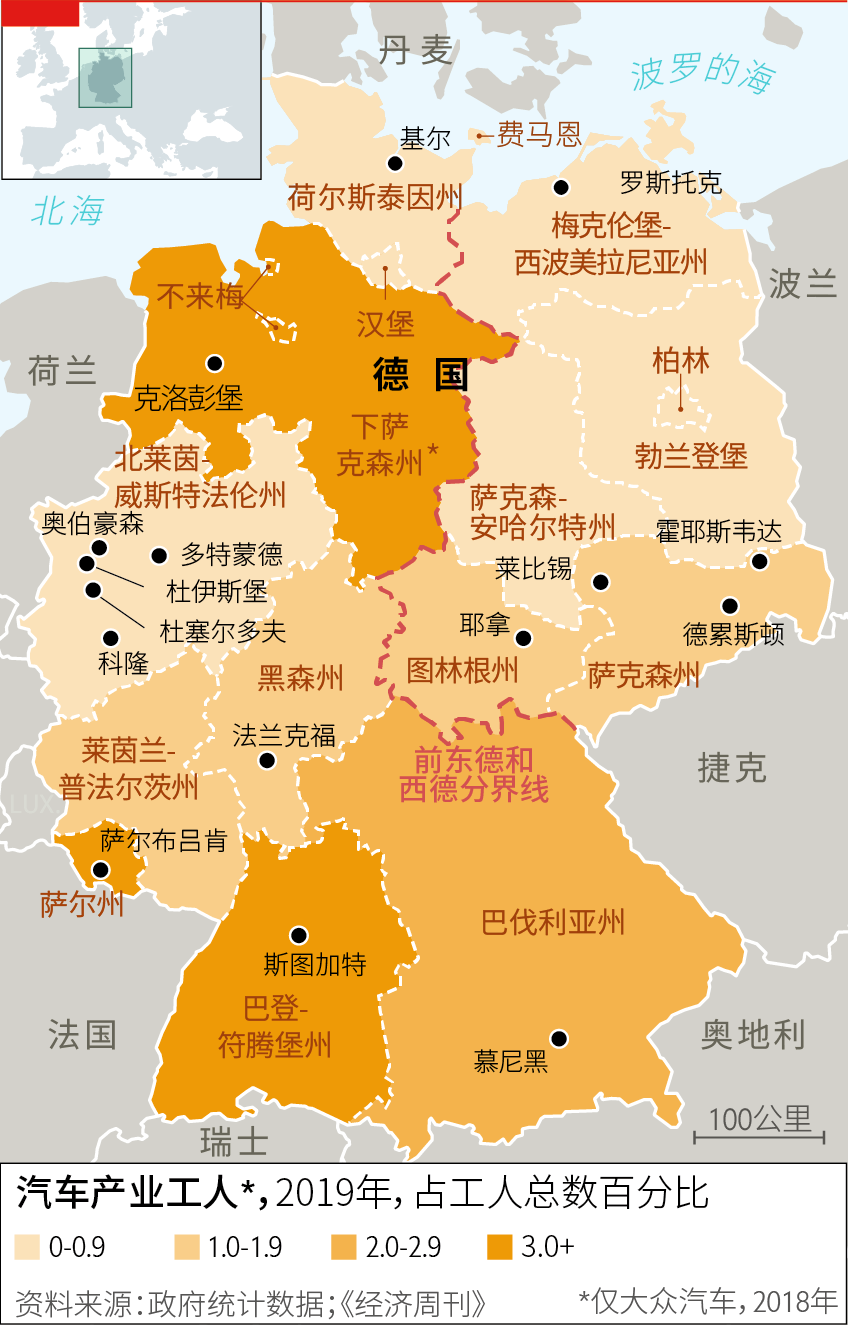 丹麦
波罗的海
基尔
费马恩
罗斯托克
荷尔斯泰因州
北海
梅克伦堡-
西波美拉尼亚州
波兰
不来梅
汉堡
荷兰
德 国
柏林
克洛彭堡
下萨
克森州*
勃兰登堡
北莱茵-
威斯特法伦州
萨克森-
安哈尔特州
奥伯豪森
霍耶斯韦达
多特蒙德
莱比锡
杜伊斯堡
杜塞尔多夫
耶拿
德累斯顿
科隆
黑森州
图林根州
萨克森州
法兰克福
莱茵兰-
普法尔茨州
前东德和
西德分界线
捷克
LUX.
萨尔布吕肯
萨尔州
巴伐利亚州
斯图加特
巴登-
符腾堡州
法国
慕尼黑
奥地利
瑞士
100公里
汽车产业工人*，2019年，占工人总数百分比
0-0.9 1.0-1.9 2.0-2.9 3.0+
资料来源：政府统计数据；《经济周刊》 *仅大众汽车，2018年